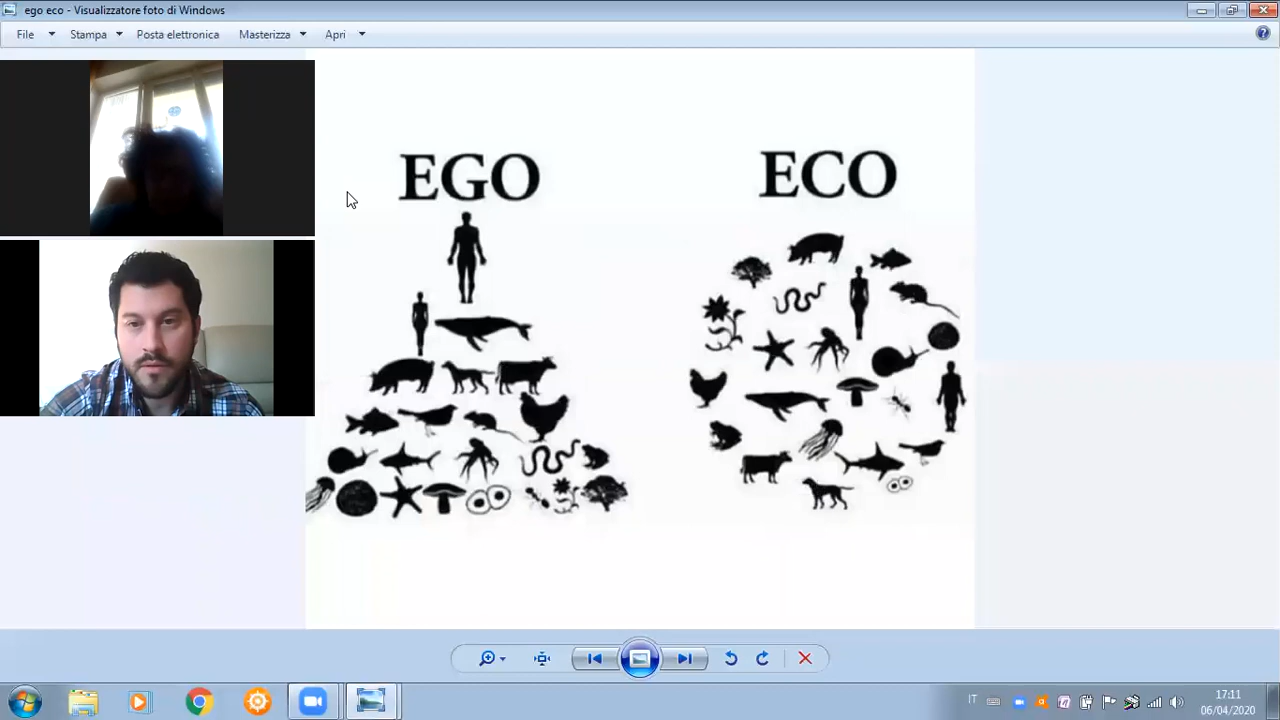 ego eco - Visualizzatore foto di Windows
File Stampa Posta elettronica Masterizza Apri
EGO
ECO
IT
17:11
06/04/2020